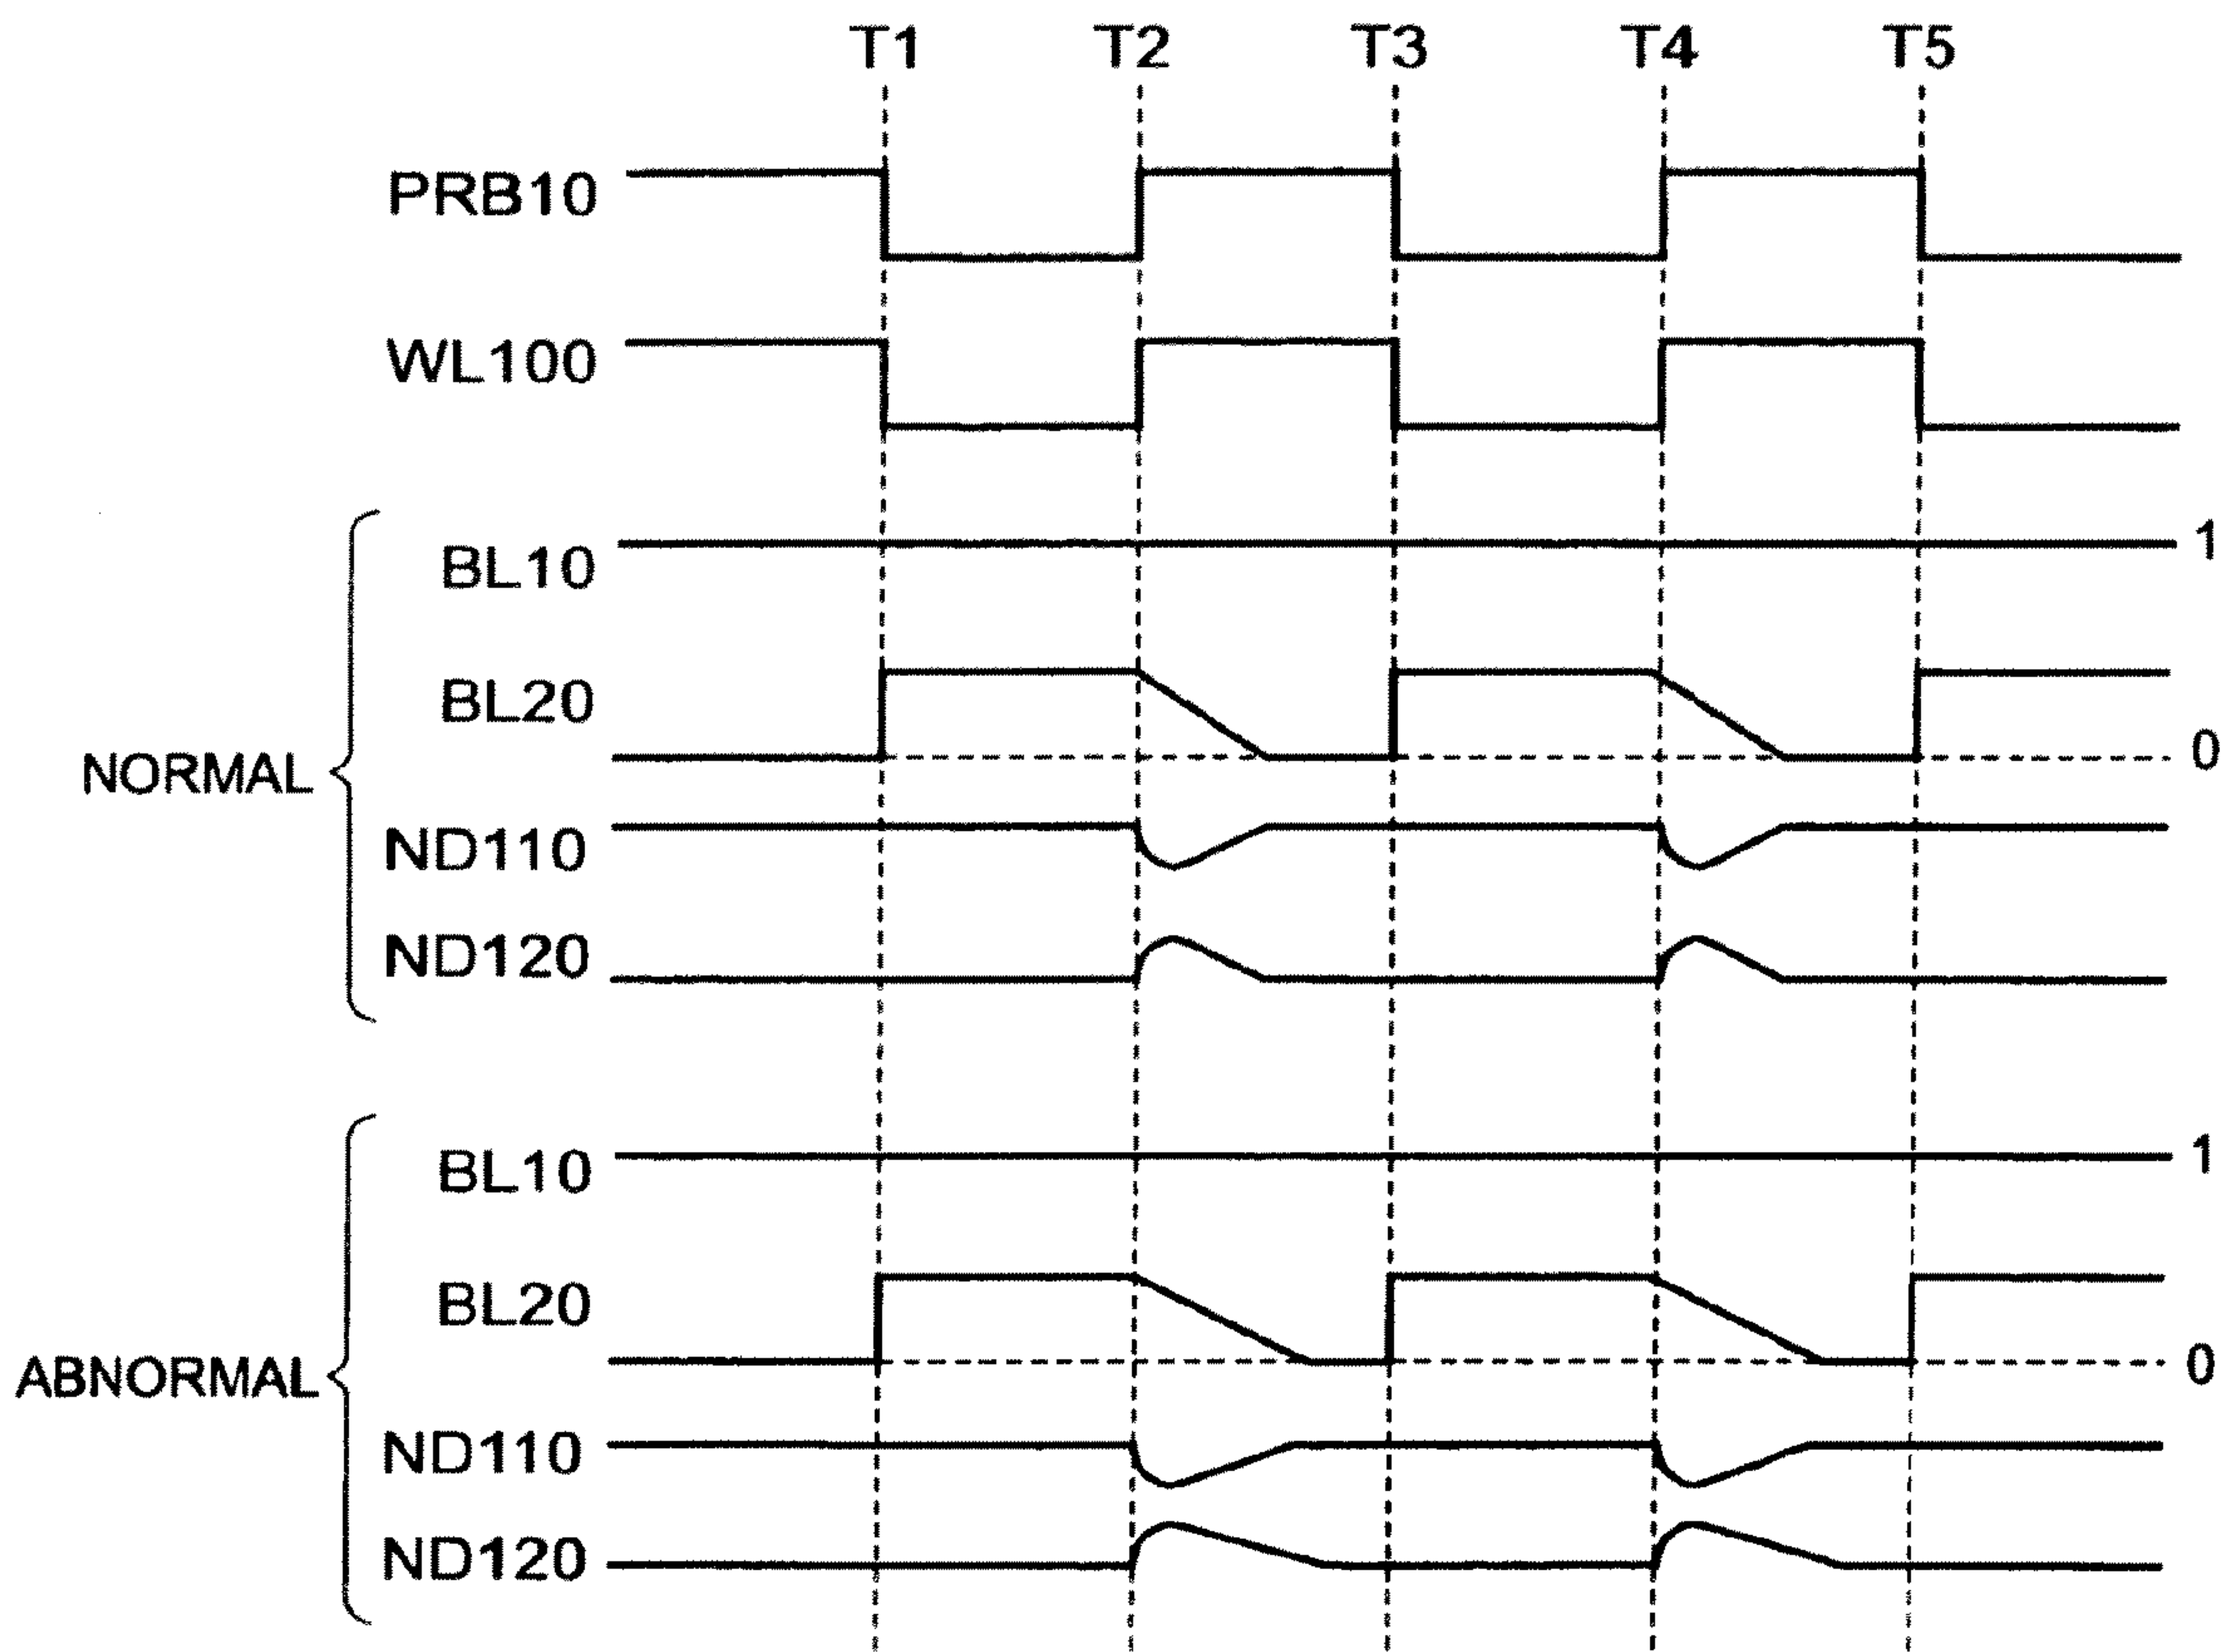 T1 T2 T3 T4 T5
PRB10
WL100
NORMAL
BL10 1
BL20 0
ND110
ND120
ABNORMAL
BL10 1
BL20 0
ND110
ND120